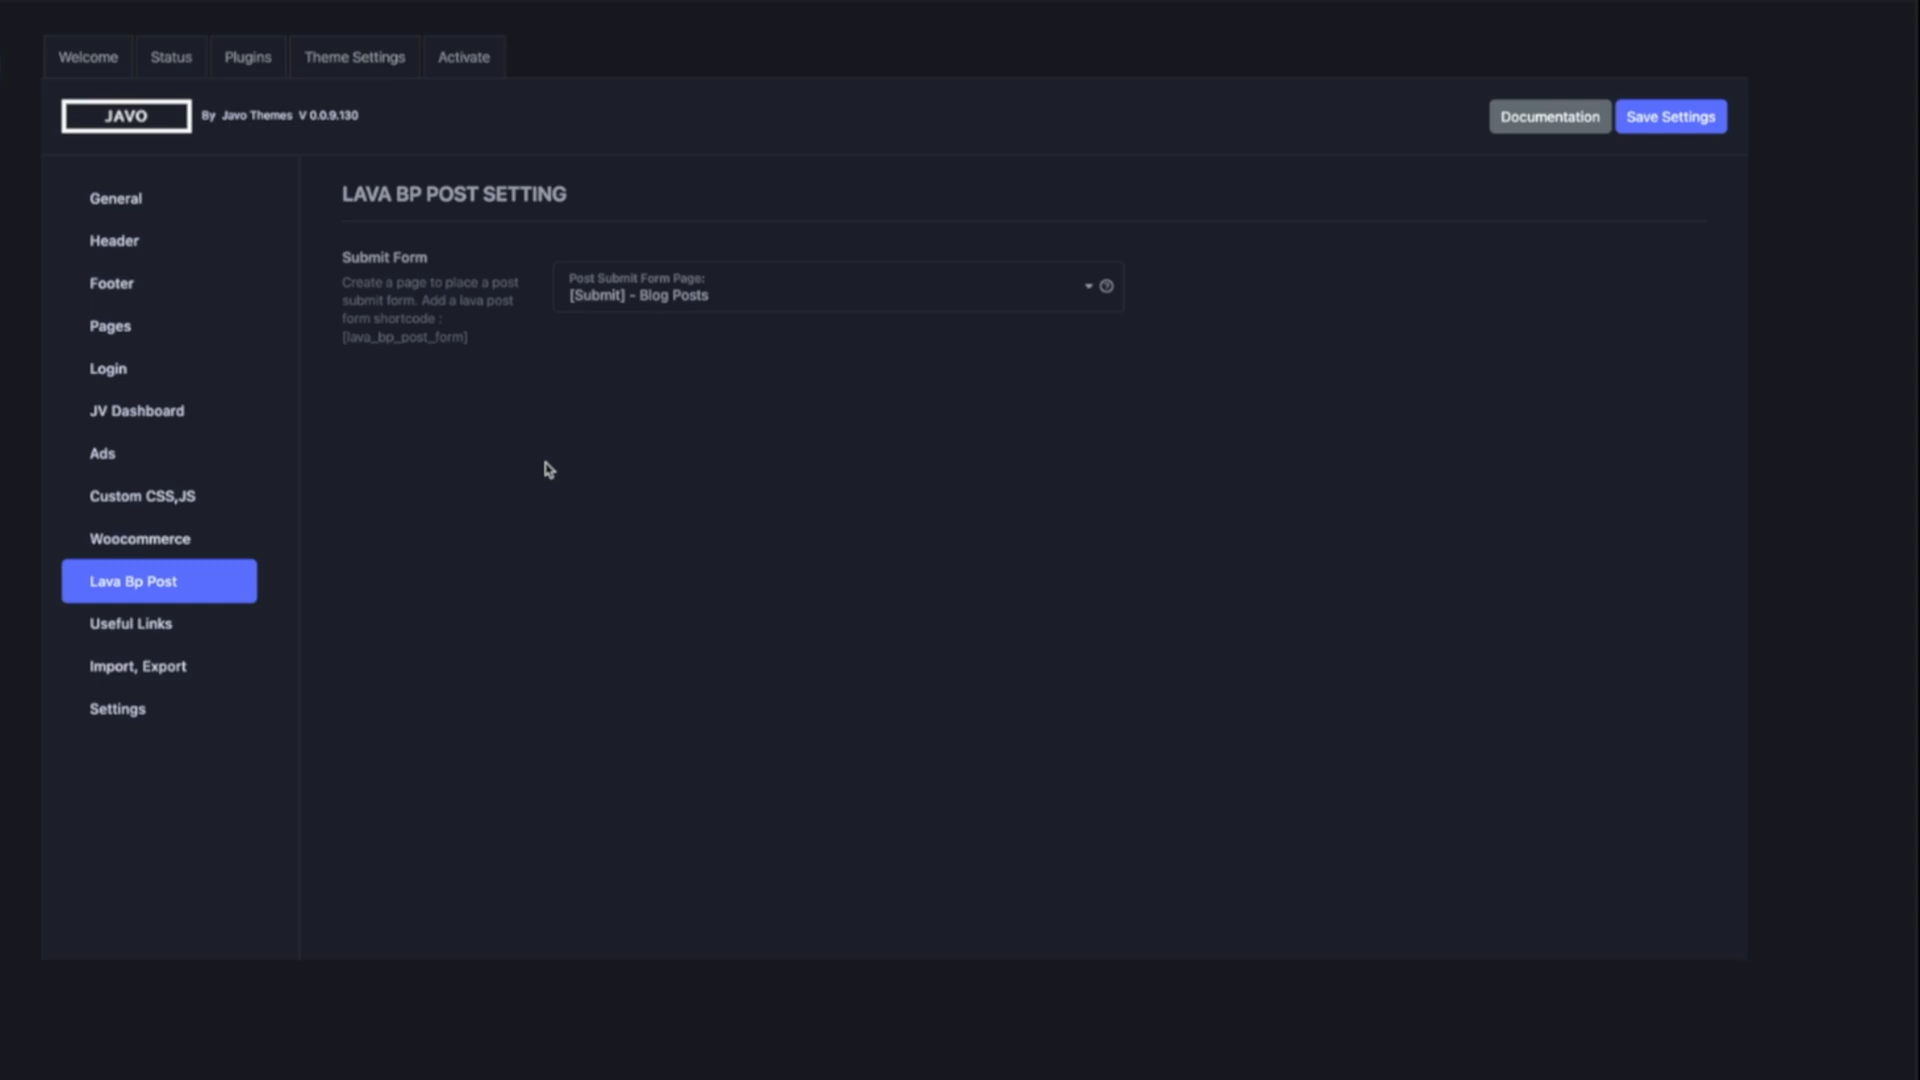 Welcome
Status
Plugins
Theme Settings
Activate
JAVO
By Javo Themes V 0.0.9.130
Documentation
Save Settings
General
Header
Footer
Pages
Login
JV Dashboard
Ads
Custom CSS,JS
Woocommerce
Lava Bp Post
Useful Links
Import, Export
Settings
LAVA BP POST SETTING
Submit Form
Create a page to place a post
submit form. Add a lava post
form shortcode :
[lava_bp_post_form]
Post Submit Form Page:
[Submit] - Blog Posts